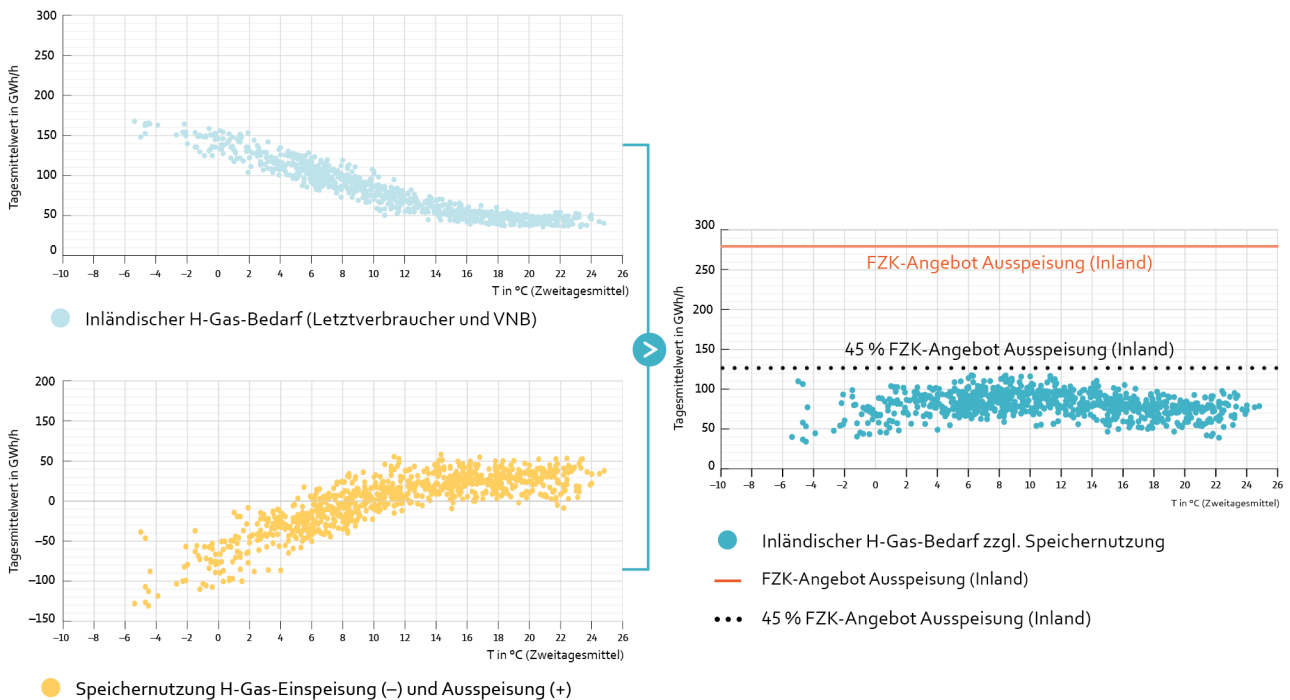 Tagesmittelwert in GWh/h
300
250
200
150
100
50
0
−10 −8 −6 −4 −2 0 2 4 6 8 10 12 14 16 18 20 22 24 26
T in °C (Zweitagesmittel)
Inländischer H-Gas-Bedarf (Letztverbraucher und VNB)
Tagesmittelwert in GWh/h
200
150
100
50
0
−50
−100
−150
−10 −8 −6 −4 −2 0 2 4 6 8 10 12 14 16 18 20 22 24 26
T in °C (Zweitagesmittel)
Speichernutzung H-Gas-Einspeisung (−) und Ausspeisung (+)
Tagesmittelwert in GWh/h
300
250
200
150
100
50
0
FZK-Angebot Ausspeisung (Inland)
45 % FZK-Angebot Ausspeisung (Inland)
−10 −8 −6 −4 −2 0 2 4 6 8 10 12 14 16 18 20 22 24 26
T in °C (Zweitagesmittel)
Inländischer H-Gas-Bedarf zzgl. Speichernutzung
FZK-Angebot Ausspeisung (Inland)
45 % FZK-Angebot Ausspeisung (Inland)